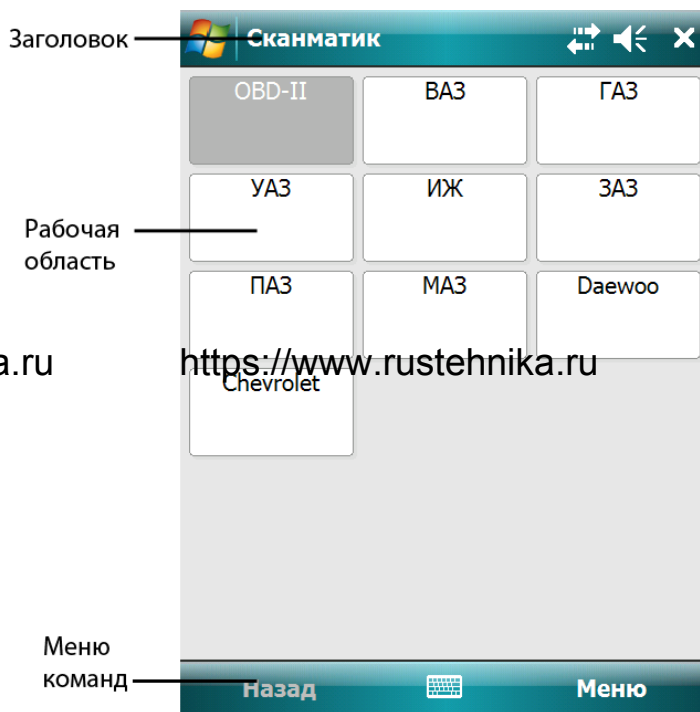 Заголовок
Сканматик
OBD-II ВАЗ ГАЗ
УАЗ ИЖ ЗАЗ
Рабочая
область
ПАЗ МАЗ Daewoo
a.ru https://www.rustehnika.ru
Chevrolet
Меню
команд
Назад Меню